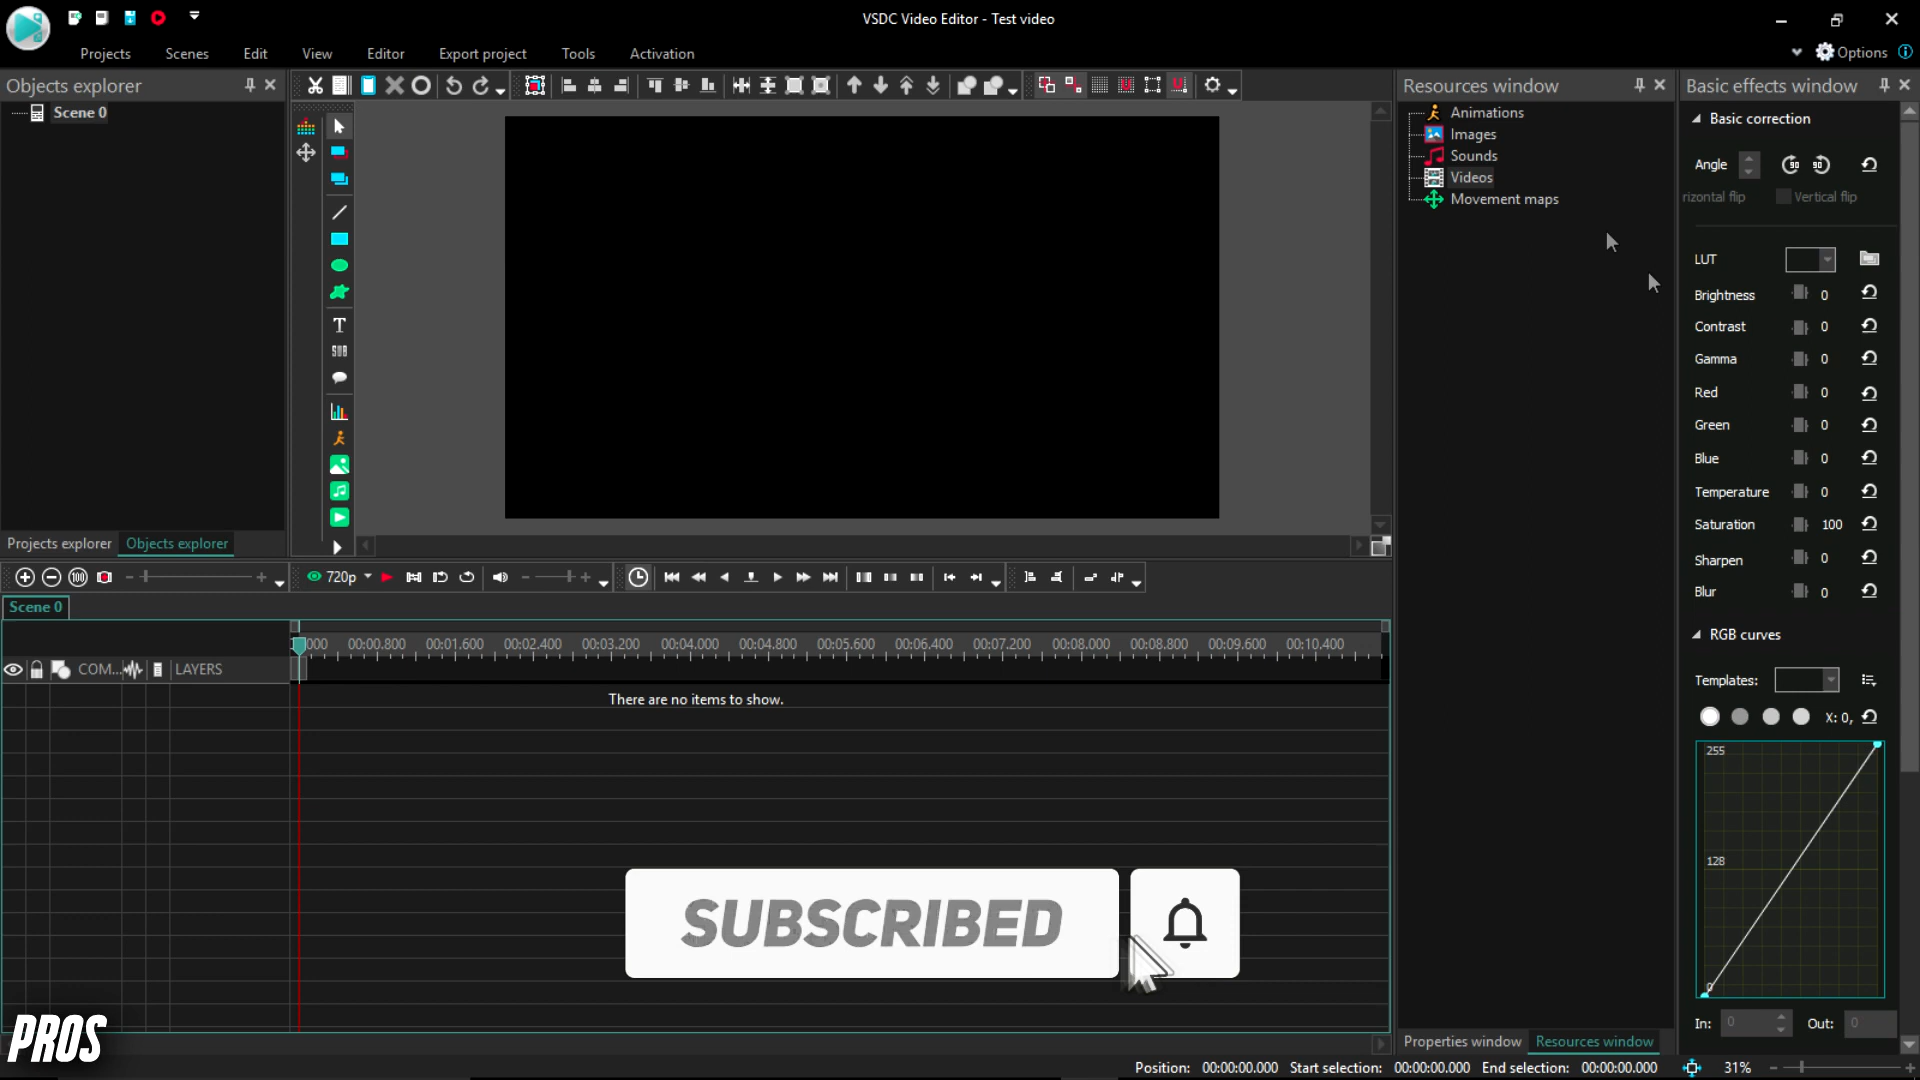 VSDC Video Editor - Test video
Projects
Scenes
Edit
View
Editor
Export project
Tools
Activation
Options
Objects explorer
Scene 0
Projects explorer
Objects explorer
T
SUB
Resources window
Animations
Images
Sounds
Videos
Movement maps
Properties window
Resources window
Basic effects window
Basic correction
Angle
90
90
rizontal flip
Vertical flip
LUT
Brightness 0
Contrast 0
Gamma 0
Red 0
Green 0
Blue 0
Temperature 0
Saturation 100
Sharpen 0
Blur 0
RGB curves
Templates:
X: 0,
255
128
0
In: 0
Out: 0
100
720p
Scene 0
000 00:00.800 00:01.600 00:02.400 00:03.200 00:04.000 00:04.800 00:05.600 00:06.400 00:07.200 00:08.000 00:08.800 00:09.600 00:10.400
COM...
LAYERS
There are no items to show.
SUBSCRIBED
PROS
Position: 00:00:00.000 Start selection: 00:00:00.000 End selection: 00:00:00.000 31%